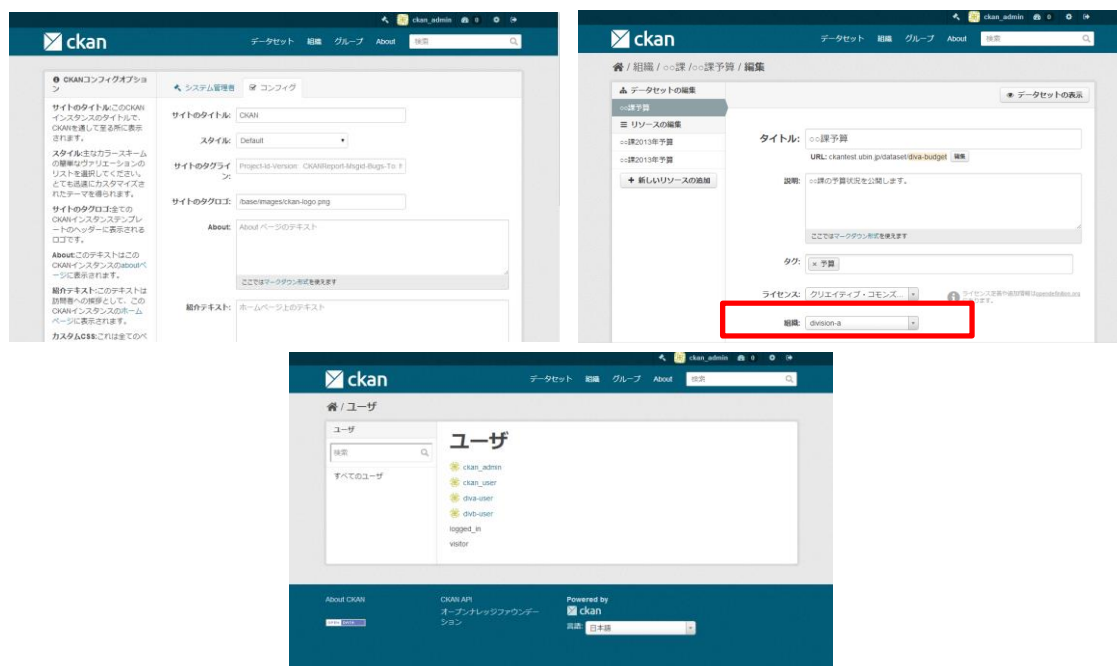 ckan_admin 0
ckan
データセット 組織 グループ About 検索
CKANコンフィグオプション
サイトのタイトル:このCKANインスタンスのタイトルで、CKANを通して至る所に表示されます。
スタイル:主なカラースキームの簡単なヴァリエーションのリストを選択してください。とても迅速にカスタマイズされたテーマを得られます。
サイトのタグロゴ:全てのCKANインスタンステンプレートのヘッダーに表示されるロゴです。
About:このテキストはこのCKANインスタンスのaboutページに表示されます。
紹介テキスト:このテキストは訪問者への挨拶として、このCKANインスタンスのホームページに表示されます。
カスタムCSS:これは全てのペ
システム管理者 コンフィグ
サイトのタイトル: CKAN
スタイル: Default
サイトのタグライン: Project-Id-Version: CKANReport-Msgid-Bugs-To:
サイトのタグロゴ: /base/images/ckan-logo.png
About: About ページのテキスト
ここではマークダウン形式を使えます
紹介テキスト: ホームページ上のテキスト
ckan_admin 0
ckan
データセット 組織 グループ About 検索
/ 組織 / ○○課 /○○課予算 / 編集
データセットの編集
○○課予算
リソースの編集
○○課2013年予算
○○課2013年予算
+ 新しいリソースの追加
データセットの表示
タイトル: ○○課予算
URL: ckantest.ubin.jp/dataset/diva-budget 編集
説明: ○○課の予算状況を公開します。
ここではマークダウン形式を使えます
タグ: × 予算
ライセンス: クリエイティブ・コモンズ...
組織: division-a
ckan_admin 0
ckan
データセット 組織 グループ About 検索
/ ユーザ
ユーザ
検索
すべてのユーザ
ユーザ
ckan_admin
ckan_user
diva-user
divb-user
logged_in
visitor
About CKAN
OPEN DATA
CKAN API
オープンナレッジファウンデーション
Powered by
ckan
言語: 日本語